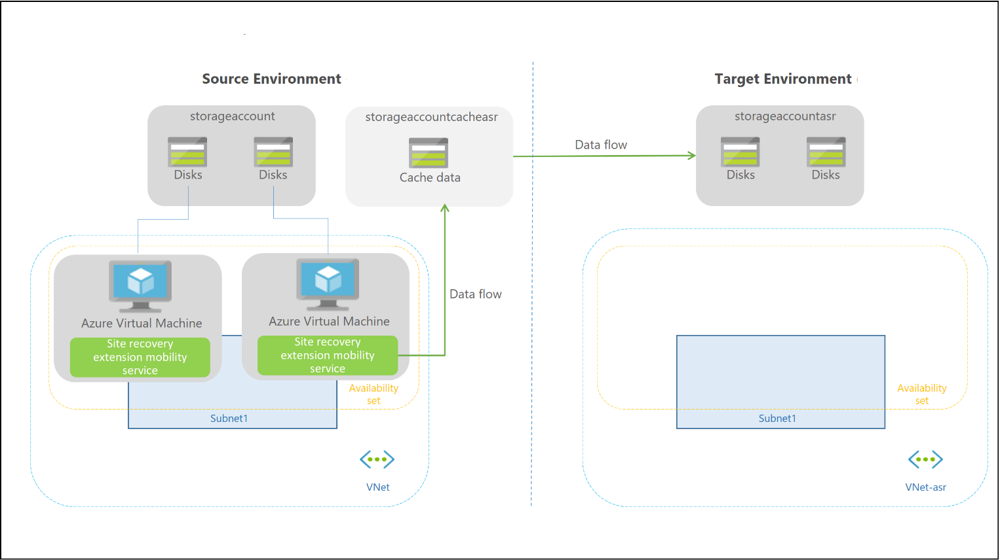 Source Environment
Target Environment
storageaccount
Disks
Disks
storageaccountcacheasr
Cache data
Data flow
storageaccountasr
Disks
Disks
Azure Virtual Machine
Site recovery
extension mobility
service
Azure Virtual Machine
Site recovery
extension mobility
service
Data flow
Availability
set
Subnet1
VNet
Availability
set
Subnet1
VNet-asr